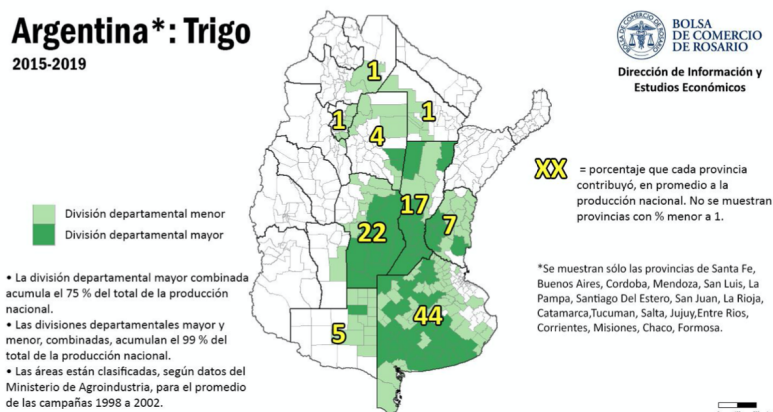 Argentina*: Trigo
2015-2019
BOLSA
DE COMERCIO
DE ROSARIO
Dirección de Información y
Estudios Económicos
1
1
1
4
XX
= porcentaje que cada provincia
contribuyó, en promedio a la
producción nacional. No se muestran
provincias con % menor a 1.
17
22
7
División departamental menor
División departamental mayor
*Se muestran sólo las provincias de Santa Fe,
Buenos Aires, Cordoba, Mendoza, San Luis, La
Pampa, Santiago Del Estero, San Juan, La Rioja,
Catamarca,Tucuman, Salta, Jujuy,Entre Rios,
Corrientes, Misiones, Chaco, Formosa.
• La división departamental mayor combinada
acumula el 75 % del total de la producción
nacional.
• Las divisiones departamentales mayor y
menor, combinadas, acumulan el 99 % del
total de la producción nacional.
• Las áreas están clasificadas, según datos del
Ministerio de Agroindustria, para el promedio
de las campañas 1998 a 2002.
44
5